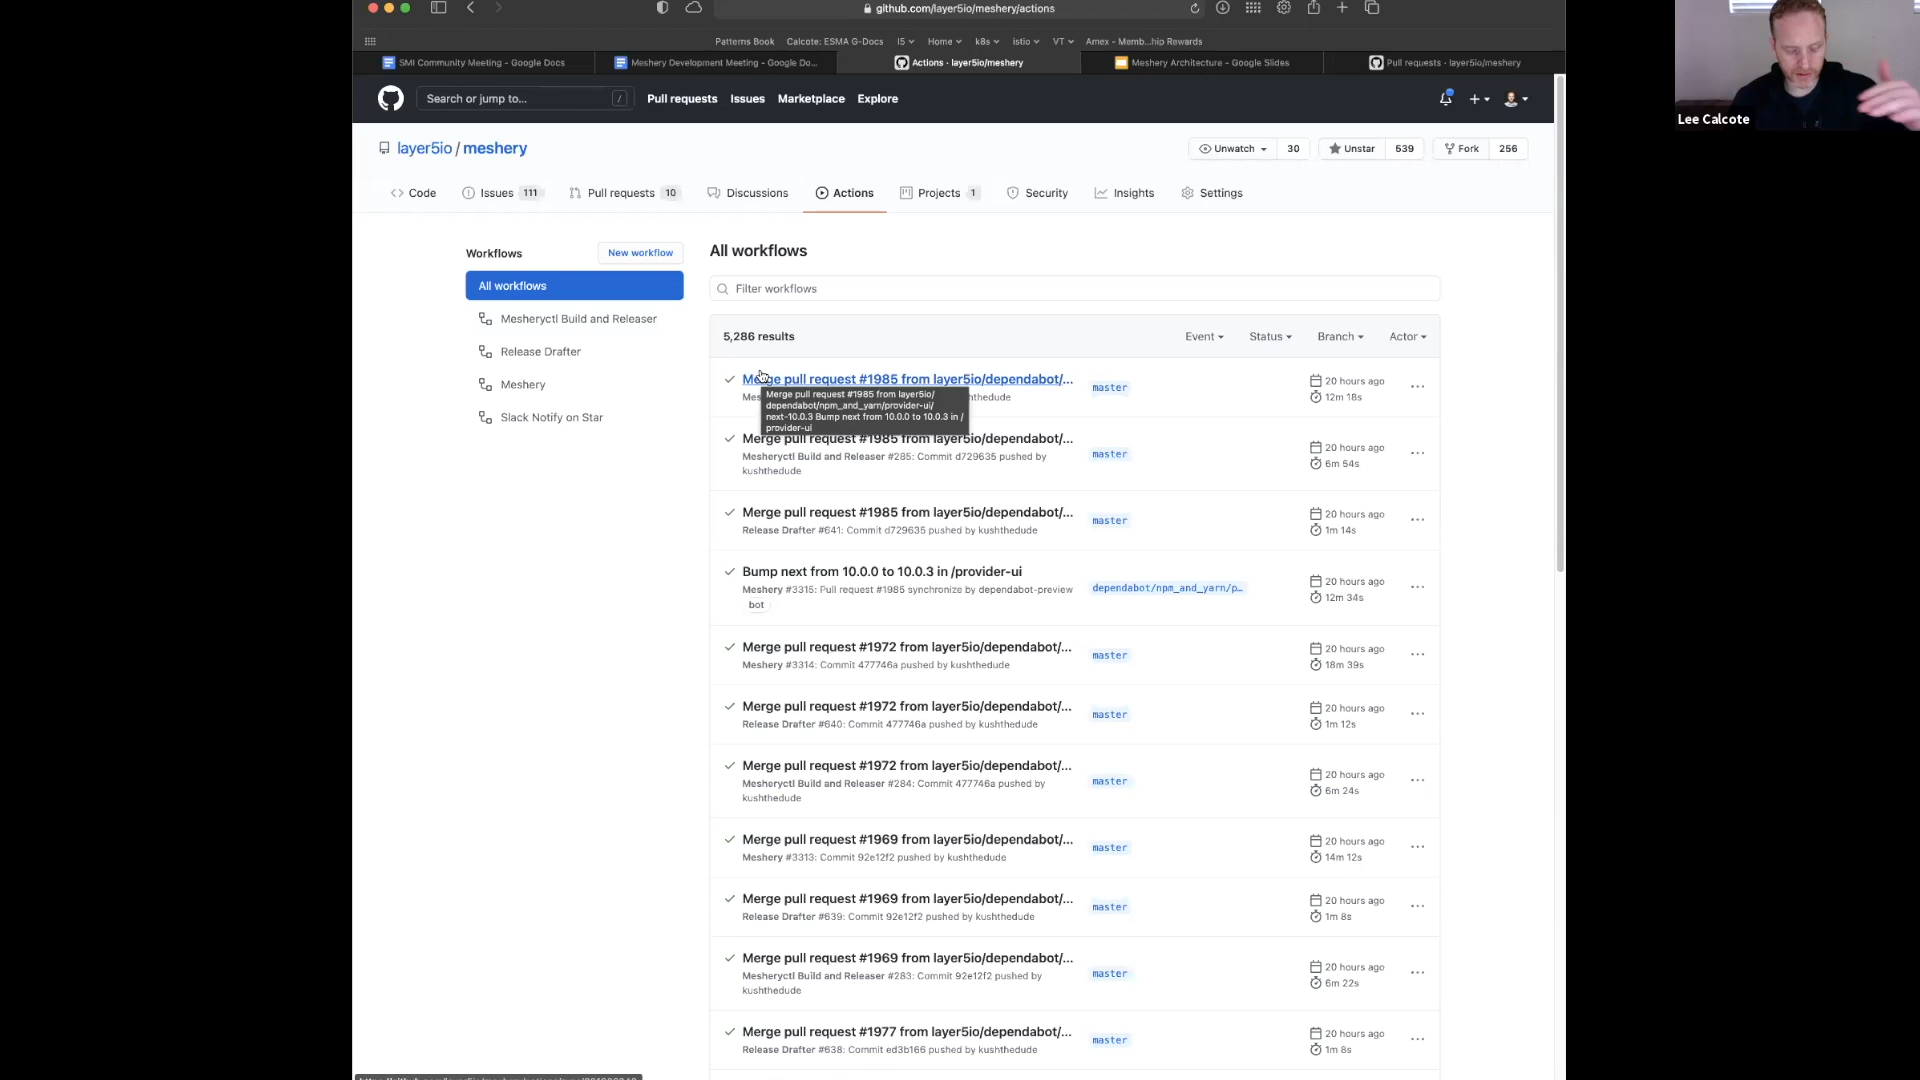 github.com/layer5io/meshery/actions
Patterns Book Calcote: ESMA G-Docs l5 Home k8s istio VT Amex - Memb...hip Rewards
SMI Community Meeting - Google Docs
Meshery Development Meeting - Google Do...
Actions · layer5io/meshery
Meshery Architecture - Google Slides
Pull requests · layer5io/meshery
Search or jump to... /
Pull requests Issues Marketplace Explore
Lee Calcote
layer5io / meshery
Unwatch 30 Unstar 539 Fork 256
Code Issues 111 Pull requests 10 Discussions Actions Projects 1 Security Insights Settings
Workflows
New workflow
All workflows
Mesheryctl Build and Releaser
Release Drafter
Meshery
Slack Notify on Star
All workflows
Filter workflows
5,286 results
Event Status Branch Actor
Merge pull request #1985 from layer5io/dependabot/...
Mes
hthedude
master
20 hours ago
12m 18s
Merge pull request #1985 from layer5io/
dependabot/npm_and_yarn/provider-ui/
next-10.0.3 Bump next from 10.0.0 to 10.0.3 in /
provider-ui
Merge pull request #1985 from layer5io/dependabot/...
Mesheryctl Build and Releaser #285: Commit d729635 pushed by
kushthedude
master
20 hours ago
6m 54s
Merge pull request #1985 from layer5io/dependabot/...
Release Drafter #641: Commit d729635 pushed by kushthedude
master
20 hours ago
1m 14s
Bump next from 10.0.0 to 10.0.3 in /provider-ui
Meshery #3315: Pull request #1985 synchronize by dependabot-preview
bot
dependabot/npm_and_yarn/p…
20 hours ago
12m 34s
Merge pull request #1972 from layer5io/dependabot/...
Meshery #3314: Commit 477746a pushed by kushthedude
master
20 hours ago
18m 39s
Merge pull request #1972 from layer5io/dependabot/...
Release Drafter #640: Commit 477746a pushed by kushthedude
master
20 hours ago
1m 12s
Merge pull request #1972 from layer5io/dependabot/...
Mesheryctl Build and Releaser #284: Commit 477746a pushed by
kushthedude
master
20 hours ago
6m 24s
Merge pull request #1969 from layer5io/dependabot/...
Meshery #3313: Commit 92e12f2 pushed by kushthedude
master
20 hours ago
14m 12s
Merge pull request #1969 from layer5io/dependabot/...
Release Drafter #639: Commit 92e12f2 pushed by kushthedude
master
20 hours ago
1m 8s
Merge pull request #1969 from layer5io/dependabot/...
Mesheryctl Build and Releaser #283: Commit 92e12f2 pushed by
kushthedude
master
20 hours ago
6m 22s
Merge pull request #1977 from layer5io/dependabot/...
Release Drafter #638: Commit ed3b166 pushed by kushthedude
master
20 hours ago
1m 8s